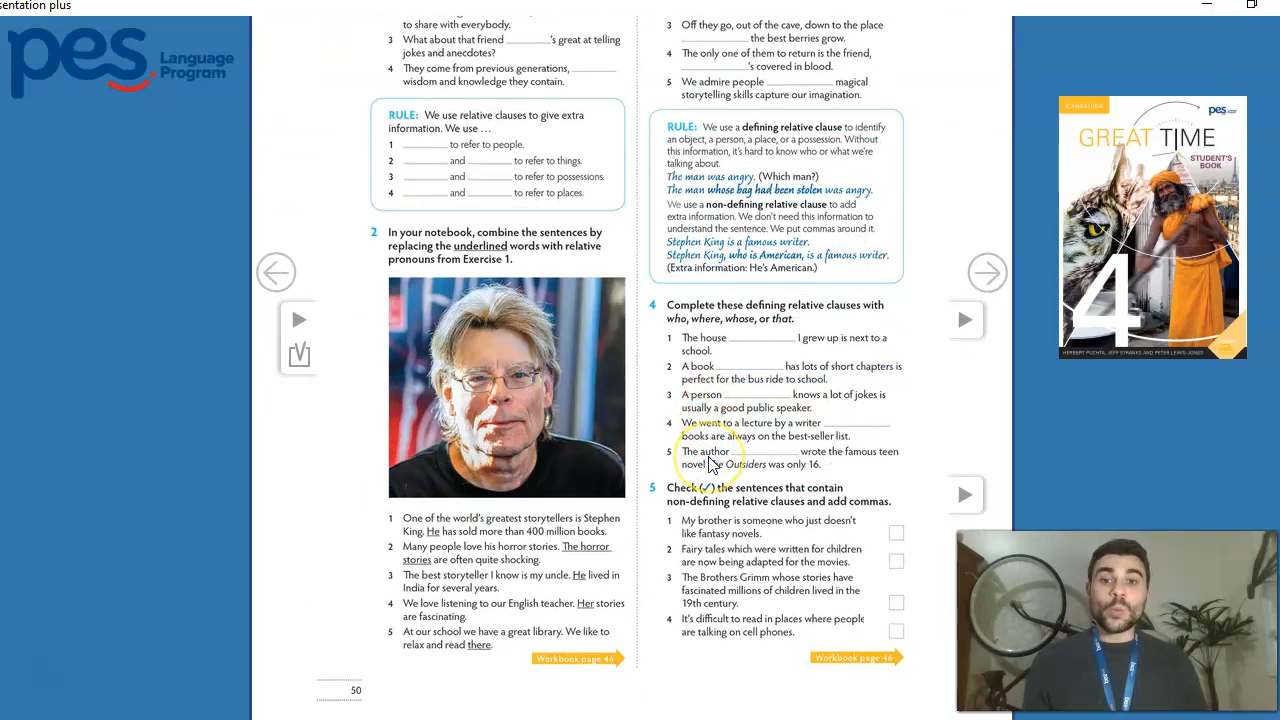 sentation plus
pes
Language
Program
to share with everybody.
3 What about that friend ________'s great at telling
jokes and anecdotes?
4 They come from previous generations, ________
wisdom and knowledge they contain.
RULE: We use relative clauses to give extra
information. We use …
1 ________ to refer to people.
2 ________ and ________ to refer to things.
3 ________ and ________ to refer to possessions.
4 ________ and ________ to refer to places.
2 In your notebook, combine the sentences by
replacing the underlined words with relative
pronouns from Exercise 1.
1 One of the world's greatest storytellers is Stephen
King. He has sold more than 400 million books.
2 Many people love his horror stories. The horror
stories are often quite shocking.
3 The best storyteller I know is my uncle. He lived in
India for several years.
4 We love listening to our English teacher. Her stories
are fascinating.
5 At our school we have a great library. We like to
relax and read there.
Workbook page 46
50
3 Off they go, out of the cave, down to the place
________ the best berries grow.
4 The only one of them to return is the friend,
________'s covered in blood.
5 We admire people ________ magical
storytelling skills capture our imagination.
RULE: We use a defining relative clause to identify
an object, a person, a place, or a possession. Without
this information, it's hard to know who or what we're
talking about.
The man was angry. (Which man?)
The man whose bag had been stolen was angry.
We use a non-defining relative clause to add
extra information. We don't need this information to
understand the sentence. We put commas around it.
Stephen King is a famous writer.
Stephen King, who is American, is a famous writer.
(Extra information: He's American.)
4 Complete these defining relative clauses with
who, where, whose, or that.
1 The house ________ I grew up is next to a
school.
2 A book ________ has lots of short chapters is
perfect for the bus ride to school.
3 A person ________ knows a lot of jokes is
usually a good public speaker.
4 We went to a lecture by a writer ________
books are always on the best-seller list.
5 The author ________ wrote the famous teen
novel The Outsiders was only 16.
5 Check (✓) the sentences that contain
non-defining relative clauses and add commas.
1 My brother is someone who just doesn't
like fantasy novels.
2 Fairy tales which were written for children
are now being adapted for the movies.
3 The Brothers Grimm whose stories have
fascinated millions of children lived in the
19th century.
4 It's difficult to read in places where people
are talking on cell phones.
Workbook page 46
pes
GREAT TIME
STUDENT'S
BOOK
4
HERBERT PUCHTA, JEFF STRANKS AND PETER LEWIS-JONES